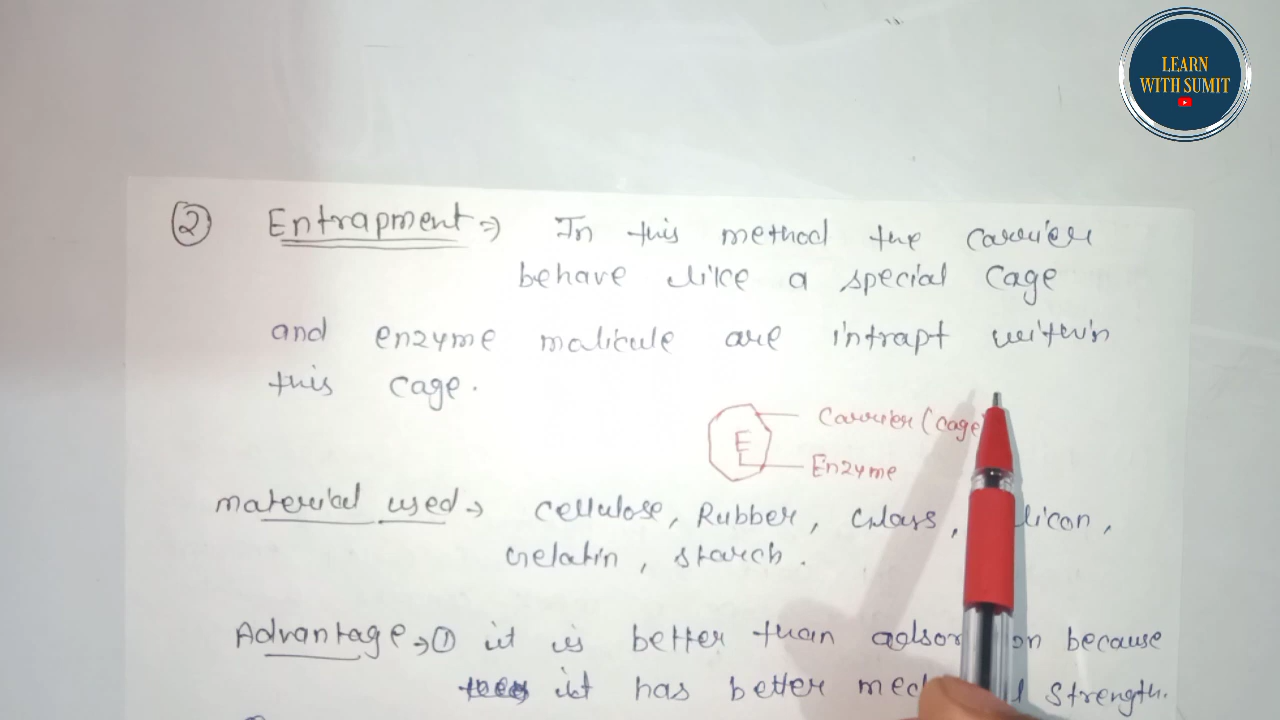 LEARN
WITH SUMIT
② Entrapment ⇒ In this method the carrier
behave like a special cage
and enzyme malicule are intrapt within
this cage.
Carrier (cage
E
Enzyme
material used → cellulose, Rubber, Glass, licon,
Gelatin, starch.
Advantage → ① it is better than adsor on because
it has better mec l strength.